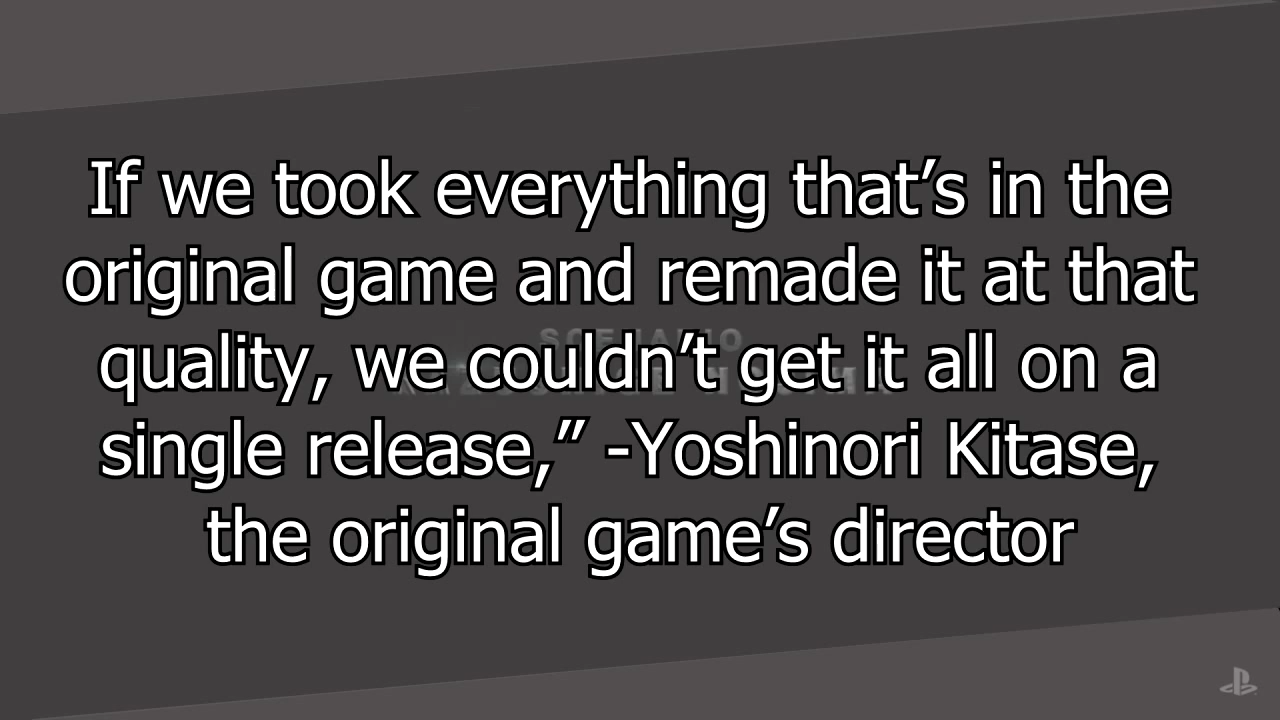 If we took everything that’s in the
original game and remade it at that
quality, we couldn’t get it all on a
single release,” -Yoshinori Kitase,
the original game’s director
SCENARIO